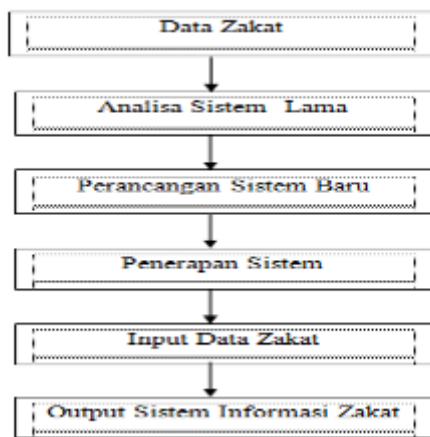 Data Zakat
Analisa Sistem Lama
Perancangan Sistem Baru
Penerapan Sistem
Input Data Zakat
Output Sistem Informasi Zakat